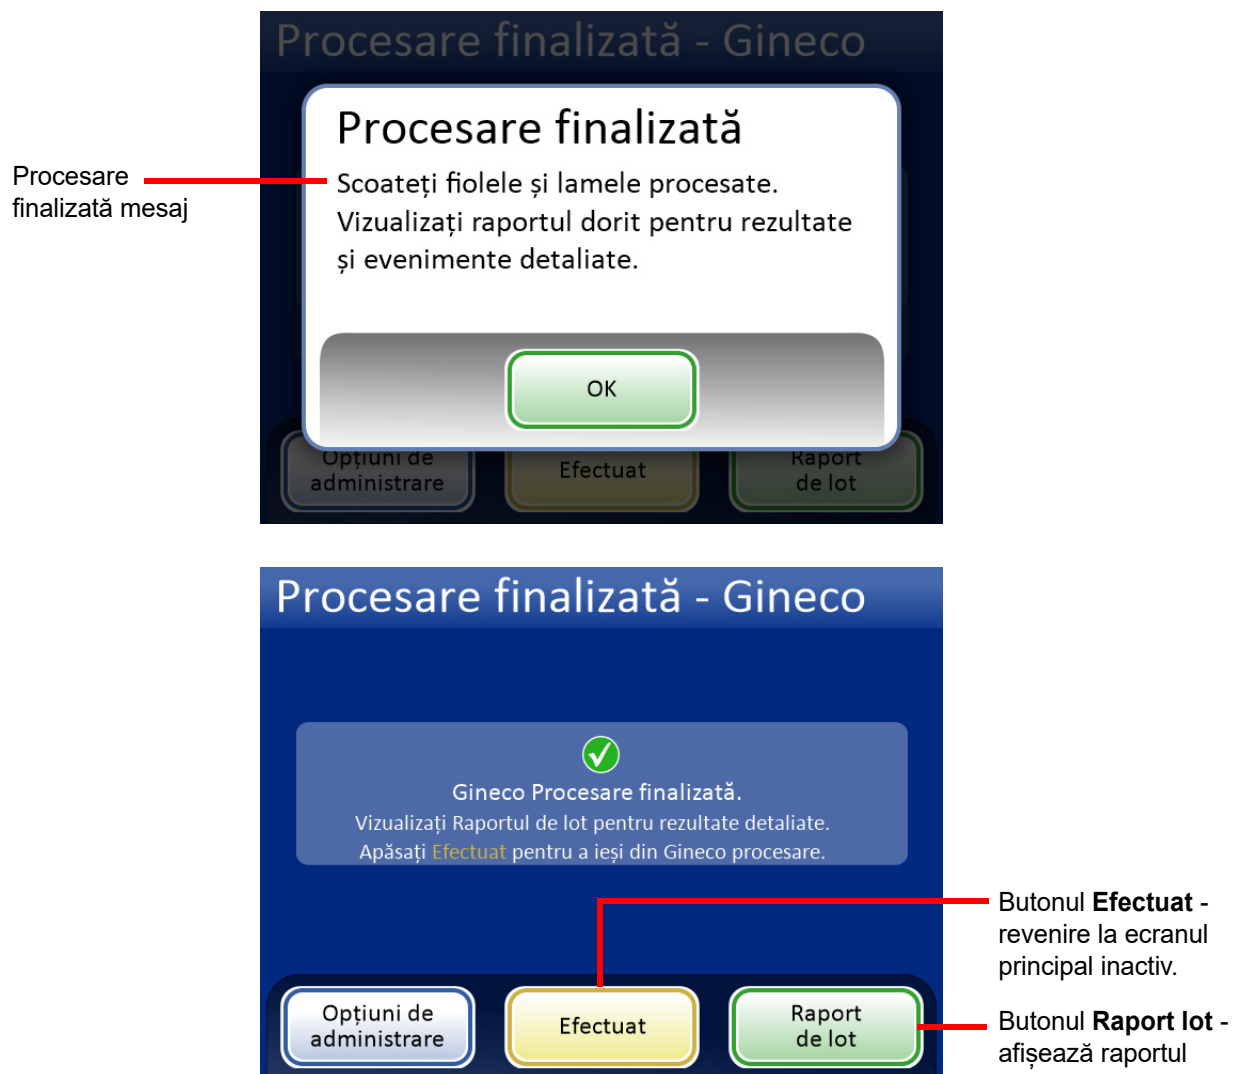 Procesare finalizată - Gineco
Procesare finalizată
Procesare
finalizată mesaj
Scoateți fiolele și lamele procesate.
Vizualizați raportul dorit pentru rezultate
și evenimente detaliate.
OK
Opțiuni de
administrare
Efectuat
Raport
de lot
Procesare finalizată - Gineco
Gineco Procesare finalizată.
Vizualizați Raportul de lot pentru rezultate detaliate.
Apăsați Efectuat pentru a ieși din Gineco procesare.
Butonul Efectuat -
revenire la ecranul
principal inactiv.
Opțiuni de
administrare
Efectuat
Raport
de lot
Butonul Raport lot -
afișează raportul